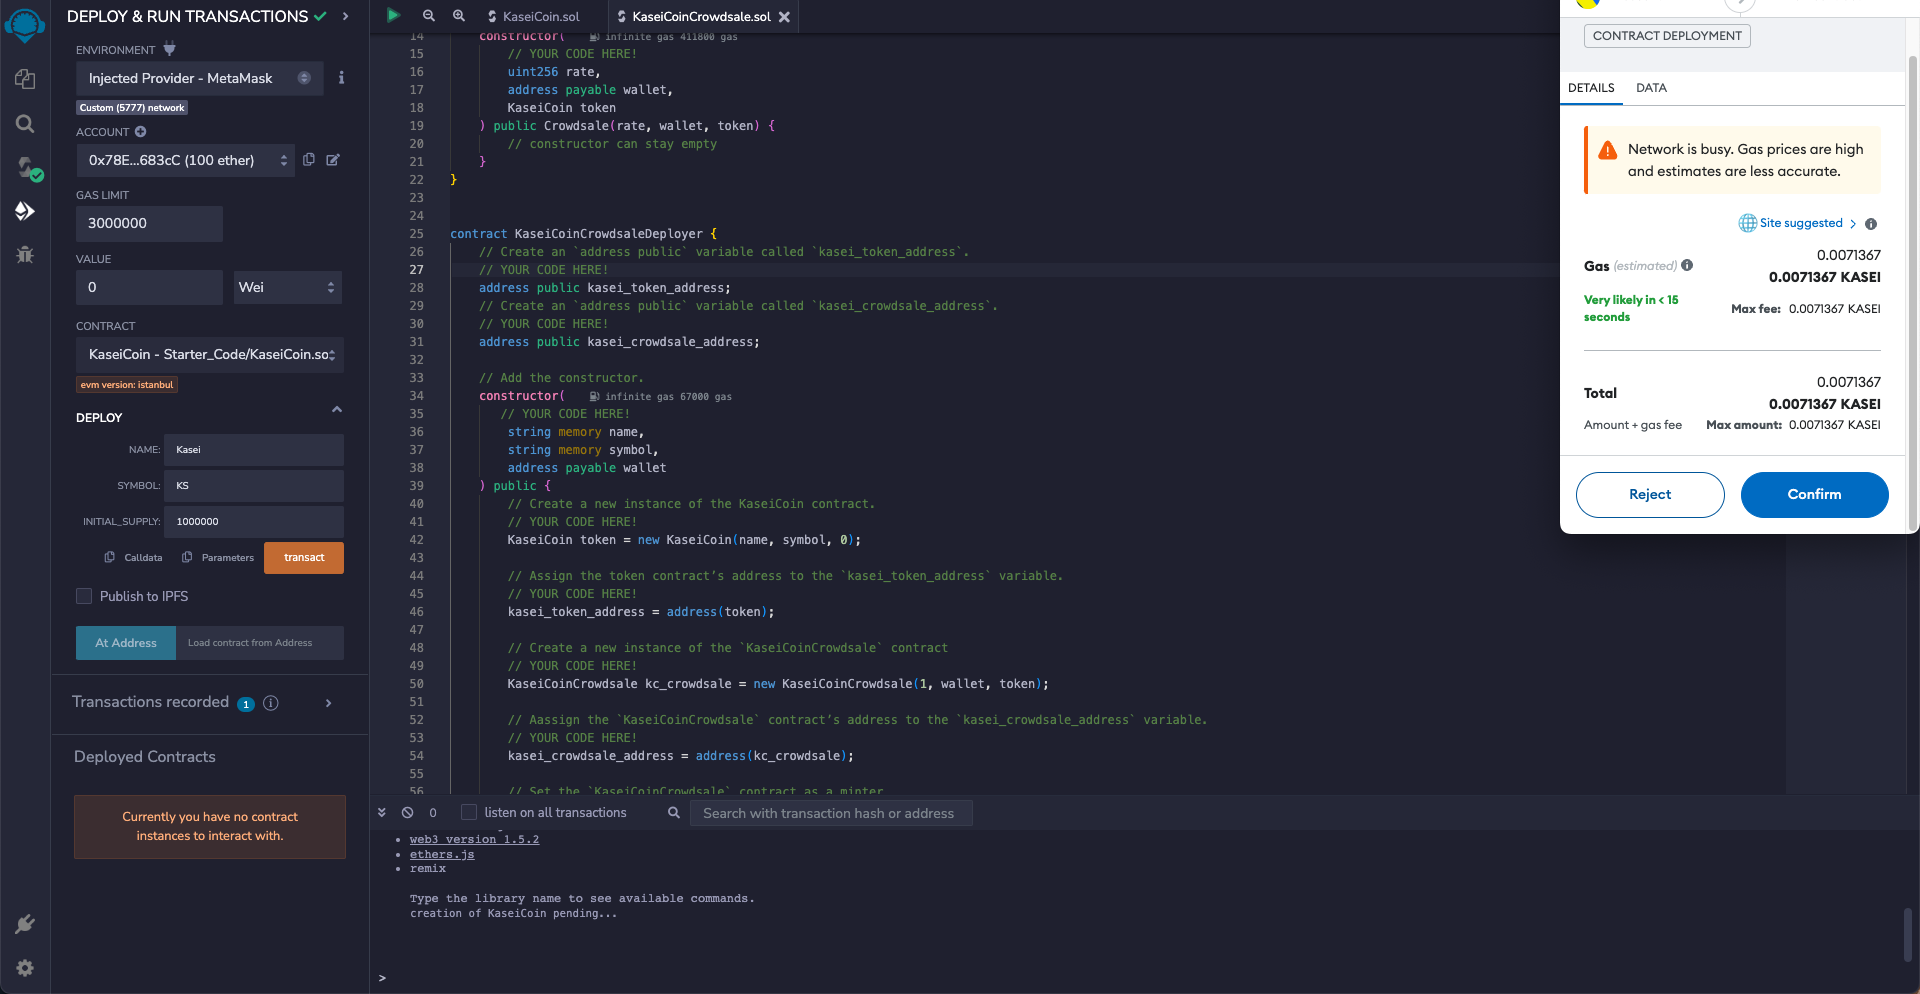 DEPLOY & RUN TRANSACTIONS
ENVIRONMENT
Injected Provider - MetaMask
Custom (5777) network
ACCOUNT
0x78E...683cC (100 ether)
GAS LIMIT
3000000
VALUE
0
Wei
CONTRACT
KaseiCoin - Starter_Code/KaseiCoin.so
evm version: istanbul
DEPLOY
NAME:
Kasei
SYMBOL:
KS
INITIAL_SUPPLY:
1000000
Calldata
Parameters
transact
Publish to IPFS
At Address
Load contract from Address
Transactions recorded 1 i
Deployed Contracts
Currently you have no contract
instances to interact with.
KaseiCoin.sol
KaseiCoinCrowdsale.sol
14 constructor( infinite gas 411800 gas
15 // YOUR CODE HERE!
16 uint256 rate,
17 address payable wallet,
18 KaseiCoin token
19 ) public Crowdsale(rate, wallet, token) {
20 // constructor can stay empty
21 }
22 }
23
24
25 contract KaseiCoinCrowdsaleDeployer {
26 // Create an `address public` variable called `kasei_token_address`.
27 // YOUR CODE HERE!
28 address public kasei_token_address;
29 // Create an `address public` variable called `kasei_crowdsale_address`.
30 // YOUR CODE HERE!
31 address public kasei_crowdsale_address;
32
33 // Add the constructor.
34 constructor( infinite gas 67000 gas
35 // YOUR CODE HERE!
36 string memory name,
37 string memory symbol,
38 address payable wallet
39 ) public {
40 // Create a new instance of the KaseiCoin contract.
41 // YOUR CODE HERE!
42 KaseiCoin token = new KaseiCoin(name, symbol, 0);
43
44 // Assign the token contract’s address to the `kasei_token_address` variable.
45 // YOUR CODE HERE!
46 kasei_token_address = address(token);
47
48 // Create a new instance of the `KaseiCoinCrowdsale` contract
49 // YOUR CODE HERE!
50 KaseiCoinCrowdsale kc_crowdsale = new KaseiCoinCrowdsale(1, wallet, token);
51
52 // Aassign the `KaseiCoinCrowdsale` contract’s address to the `kasei_crowdsale_address` variable.
53 // YOUR CODE HERE!
54 kasei_crowdsale_address = address(kc_crowdsale);
55
56 // Set the `KaseiCoinCrowdsale` contract as a minter
0
listen on all transactions
Search with transaction hash or address
• web3 version 1.5.2
• ethers.js
• remix
Type the library name to see available commands.
creation of KaseiCoin pending...
>
CONTRACT DEPLOYMENT
DETAILS
DATA
Network is busy. Gas prices are high
and estimates are less accurate.
Site suggested >
0.0071367
Gas (estimated)
0.0071367 KASEI
Very likely in < 15
seconds
Max fee: 0.0071367 KASEI
0.0071367
Total
0.0071367 KASEI
Amount + gas fee
Max amount: 0.0071367 KASEI
Reject
Confirm